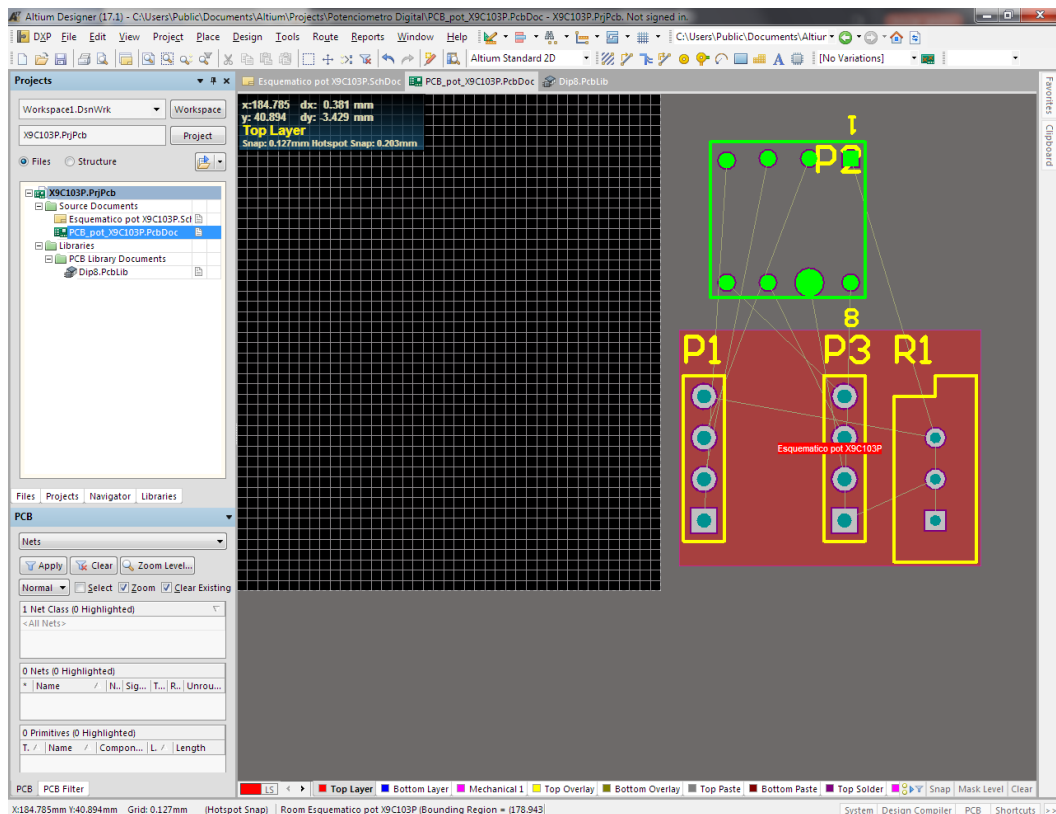 Altium Designer (17.1) - C:\Users\Public\Documents\Altium\Projects\Potenciometro Digital\PCB_pot_X9C103P.PcbDoc - X9C103P.PrjPcb. Not signed in.
DXP File Edit View Project Place Design Tools Route Reports Window Help C:\Users\Public\Documents\Altiur
Altium Standard 2D [No Variations]
Projects
Esquematico pot X9C103P.SchDoc PCB_pot_X9C103P.PcbDoc Dip8.PcbLib
Workspace1.DsnWrk Workspace
X9C103P.PrjPcb Project
Files Structure
X9C103P.PrjPcb
Source Documents
Esquematico pot X9C103P.Scl
PCB_pot_X9C103P.PcbDoc
Libraries
PCB Library Documents
Dip8.PcbLib
Files Projects Navigator Libraries
PCB
Nets
Apply Clear Zoom Level...
Normal Select Zoom Clear Existing
1 Net Class (0 Highlighted)
<All Nets>
0 Nets (0 Highlighted)
* Name / N.. Sig... T... R.. Unrou...
0 Primitives (0 Highlighted)
T. / Name / Compon... L. / Length
PCB PCB Filter
x:184.785 dx: 0.381 mm
y: 40.894 dy: -3.429 mm
Top Layer
Snap: 0.127mm Hotspot Snap: 0.203mm
1
P2
8
P1 P3 R1
Esquematico pot X9C103P
Favorites
Clipboard
LS Top Layer Bottom Layer Mechanical 1 Top Overlay Bottom Overlay Top Paste Bottom Paste Top Solder Snap Mask Level Clear
X:184.785mm Y:40.894mm Grid: 0.127mm (Hotspot Snap) Room Esquematico pot X9C103P (Bounding Region = (178.943
System Design Compiler PCB Shortcuts >>